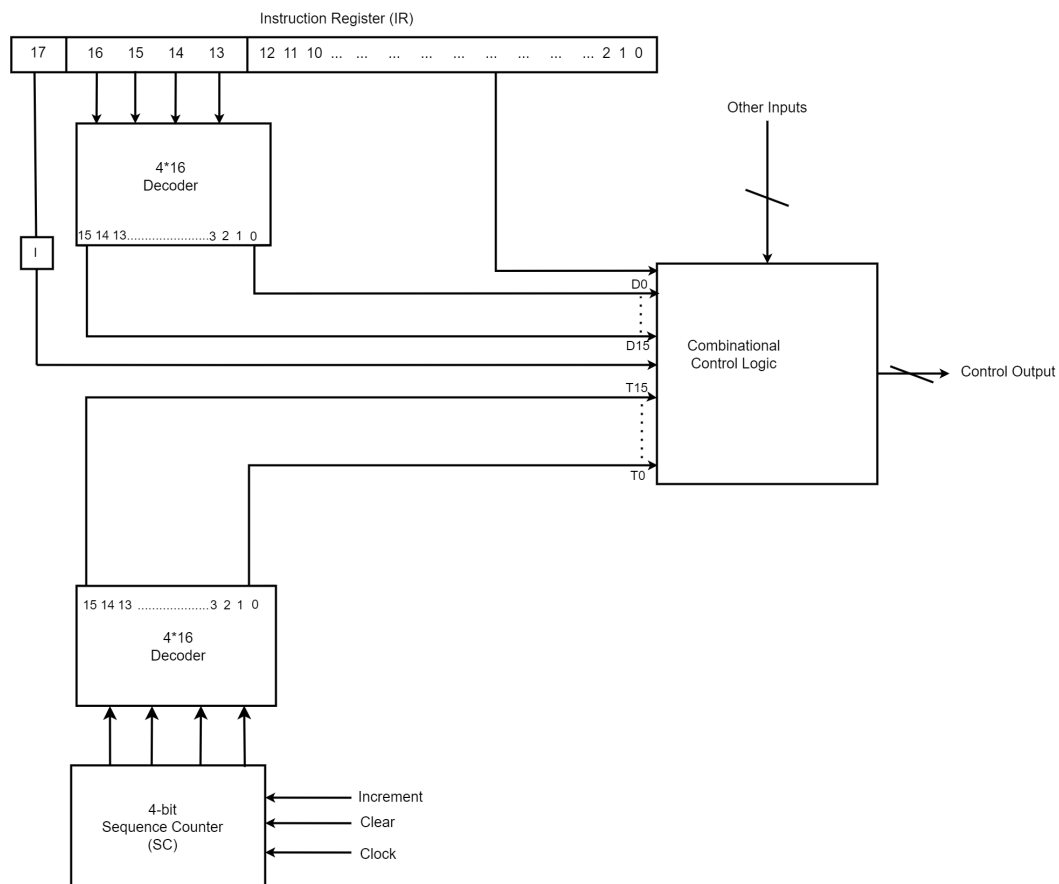 Instruction Register (IR)
17 16 15 14 13 12 11 10 ... ... ... ... ... ... ... ... ... 2 1 0
Other Inputs
4*16
Decoder
15 14 13......................3 2 1 0
I
D0
D15
Combinational
Control Logic
Control Output
T15
T0
15 14 13 ....................3 2 1 0
4*16
Decoder
4-bit
Sequence Counter
(SC)
Increment
Clear
Clock